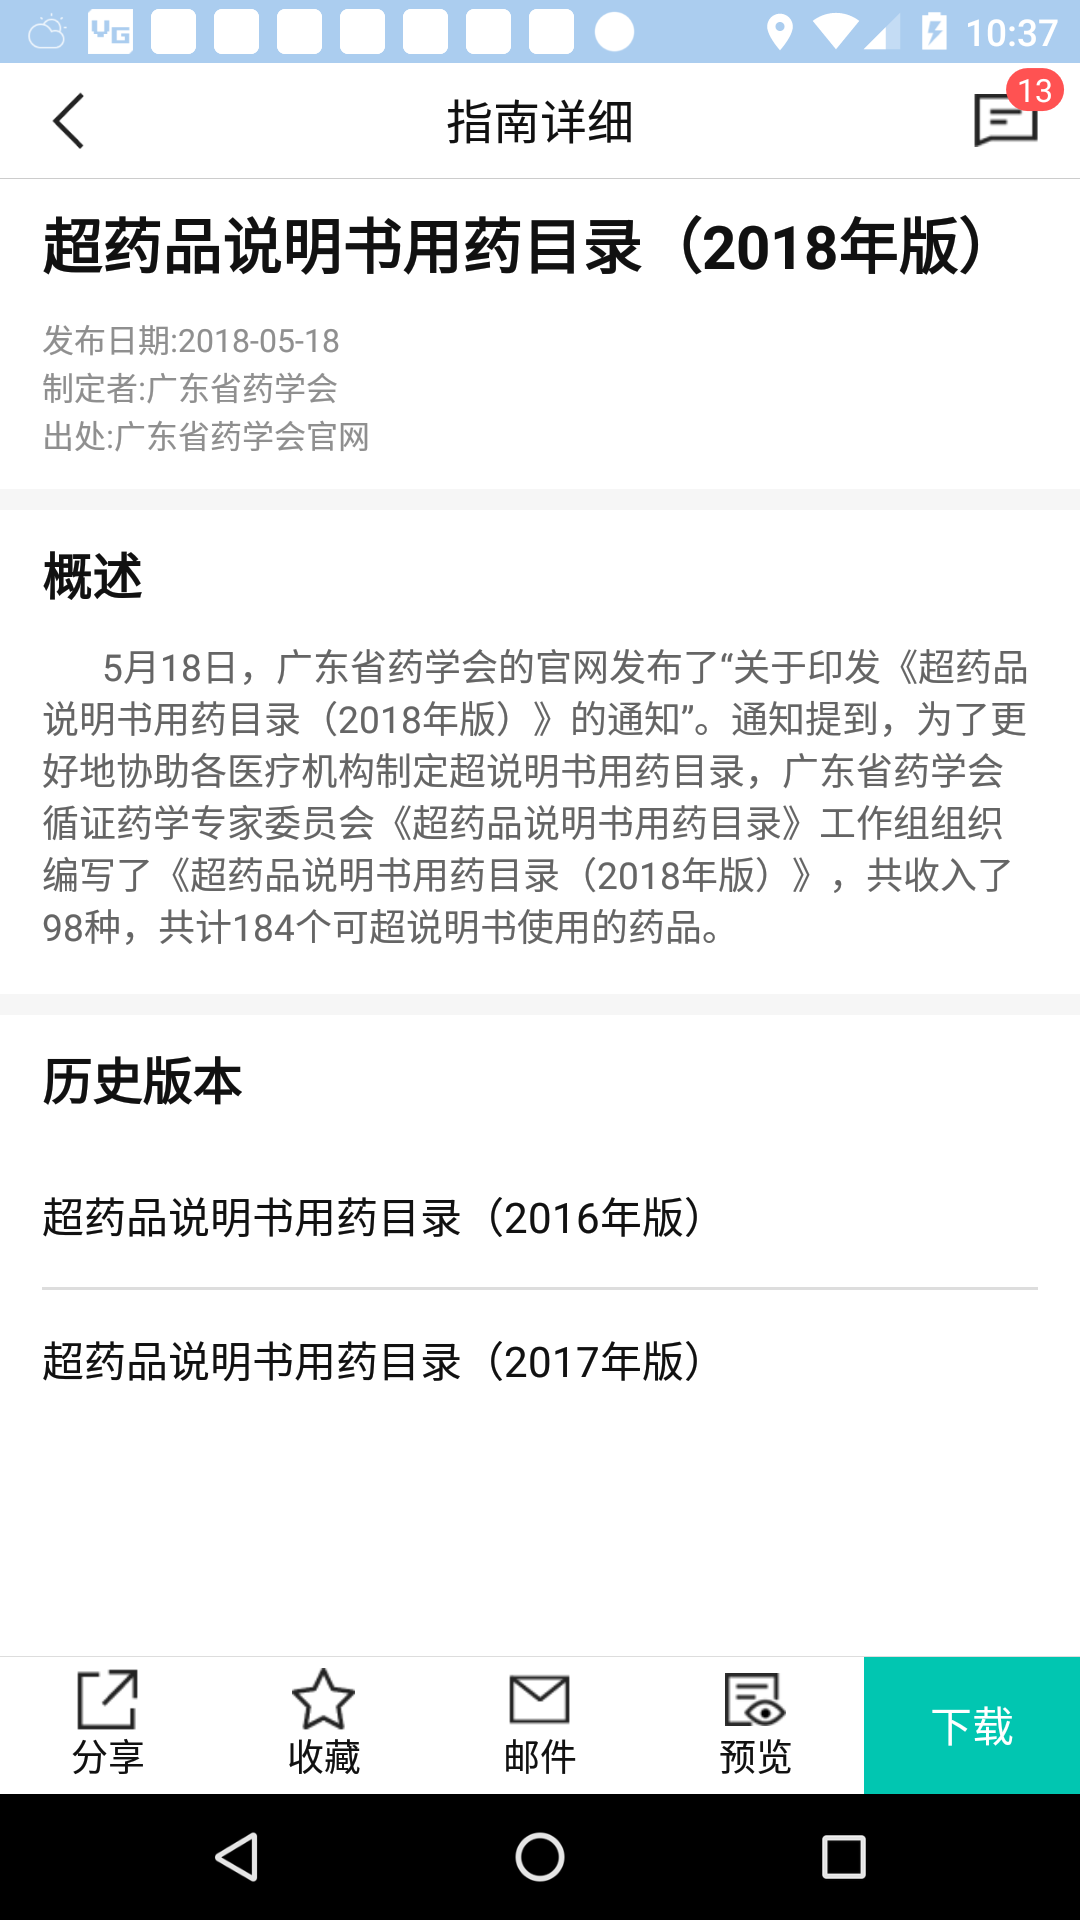 VG
10:37
指南详细
13
超药品说明书用药目录（2018年版）
发布日期:2018-05-18
制定者:广东省药学会
出处:广东省药学会官网
概述
5月18日，广东省药学会的官网发布了“关于印发《超药品
说明书用药目录（2018年版）》的通知”。通知提到，为了更
好地协助各医疗机构制定超说明书用药目录，广东省药学会
循证药学专家委员会《超药品说明书用药目录》工作组组织
编写了《超药品说明书用药目录（2018年版）》，共收入了
98种，共计184个可超说明书使用的药品。
历史版本
超药品说明书用药目录（2016年版）
超药品说明书用药目录（2017年版）
分享 收藏 邮件 预览 下载